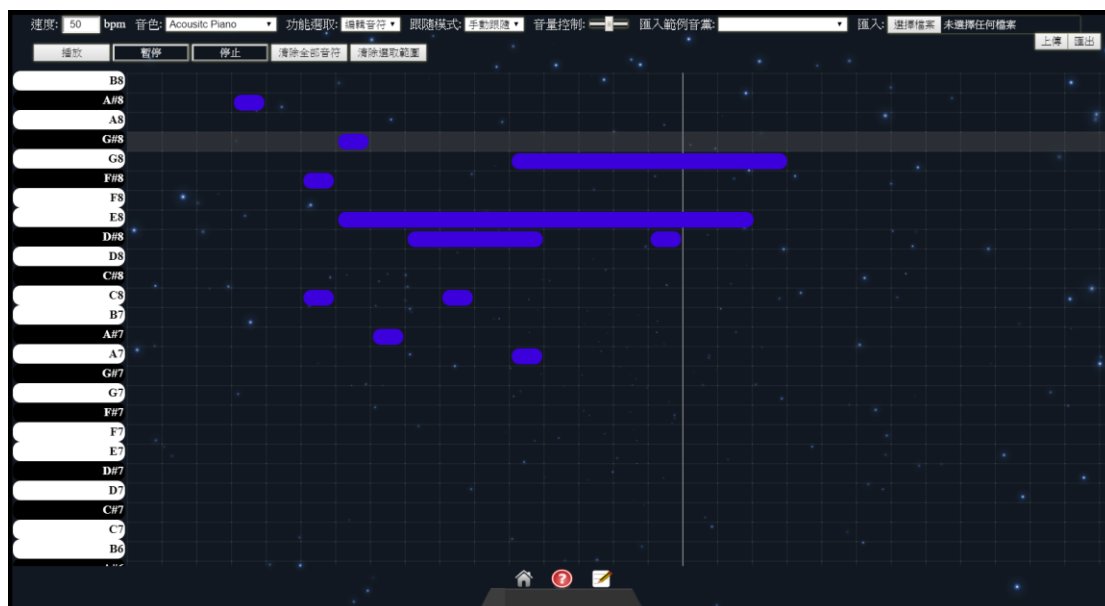 速度: 50 bpm 音色: Acousitc Piano 功能選取: 編輯音符 跟隨模式: 手動跟隨 音量控制: 匯入範例音黨: 匯入: 選擇檔案 未選擇任何檔案
上傳 匯出
播放 暫停 停止 清除全部音符 清除選取範圍
B8
A#8
A8
G#8
G8
F#8
F8
E8
D#8
D8
C#8
C8
B7
A#7
A7
G#7
G7
F#7
F7
E7
D#7
D7
C#7
C7
B6